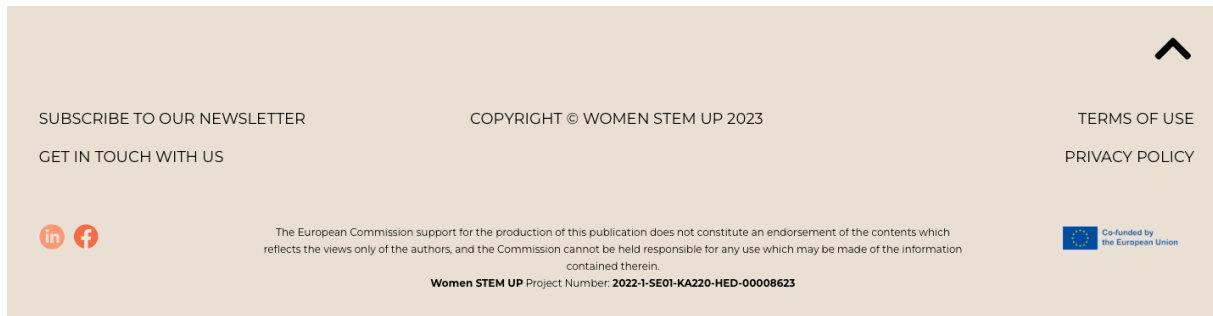 SUBSCRIBE TO OUR NEWSLETTER
COPYRIGHT © WOMEN STEM UP 2023
TERMS OF USE
GET IN TOUCH WITH US
PRIVACY POLICY
in f
The European Commission support for the production of this publication does not constitute an endorsement of the contents which
reflects the views only of the authors, and the Commission cannot be held responsible for any use which may be made of the information
contained therein.
Women STEM UP Project Number: 2022-1-SE01-KA220-HED-00008623
Co-funded by
the European Union